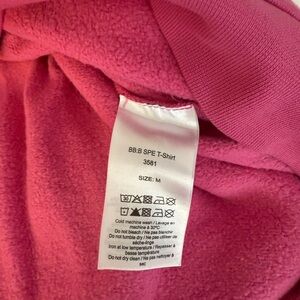 BB:B SPE T-Shirt
3581
SIZE: M
Cold machine wash / Lavage en
machine à 30ºC
Do not bleach / Ne pas blanchir
Do not tumble dry / Ne pas utiliser de
sèche-linge
Iron at low temperature / Repasser à
basse température
Do not dry clean / Ne pas nettoyer à
sec